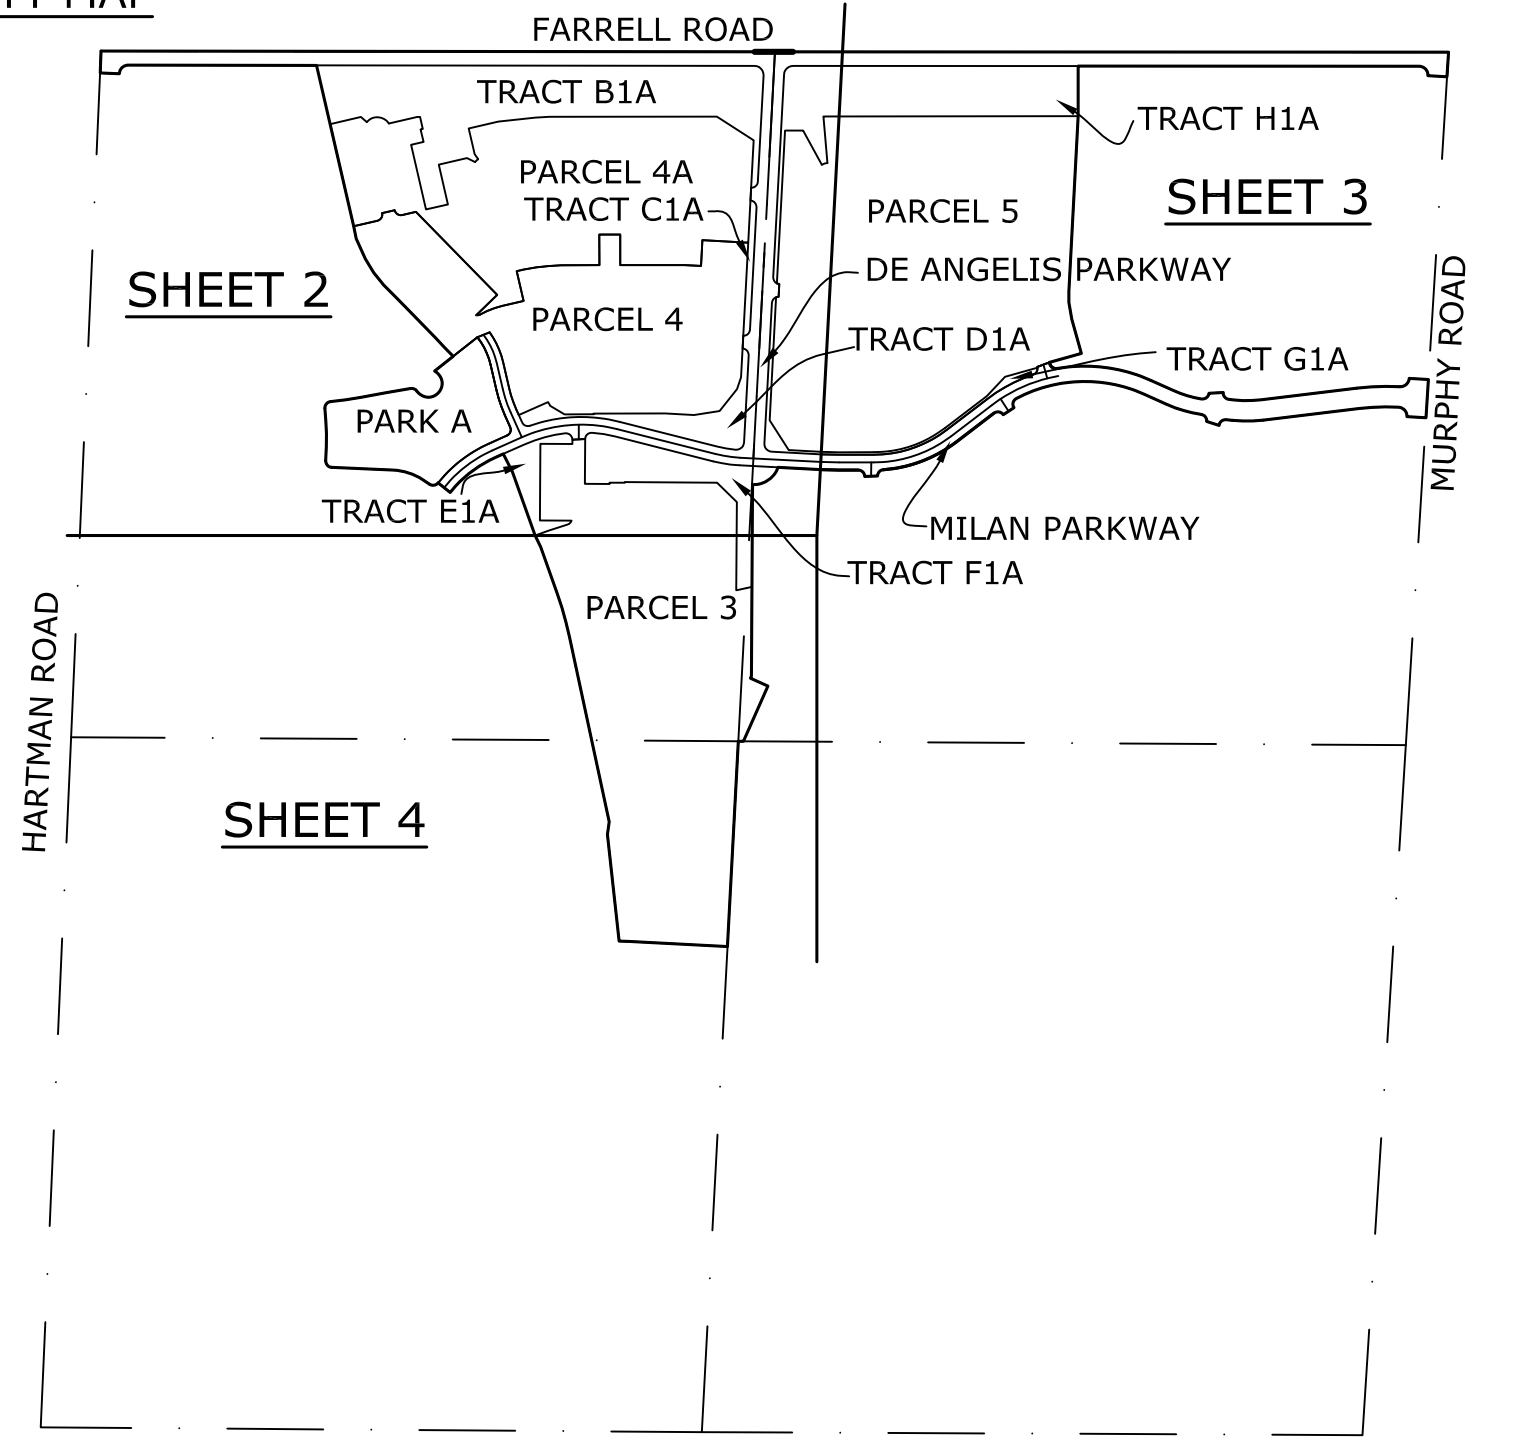 FARRELL ROAD
TRACT B1A
TRACT H1A
PARCEL 4A
TRACT C1A
PARCEL 5
SHEET 3
DE ANGELIS PARKWAY
SHEET 2
PARCEL 4
TRACT D1A
TRACT G1A
MURPHY ROAD
PARK A
TRACT E1A
MILAN PARKWAY
TRACT F1A
PARCEL 3
HARTMAN ROAD
SHEET 4